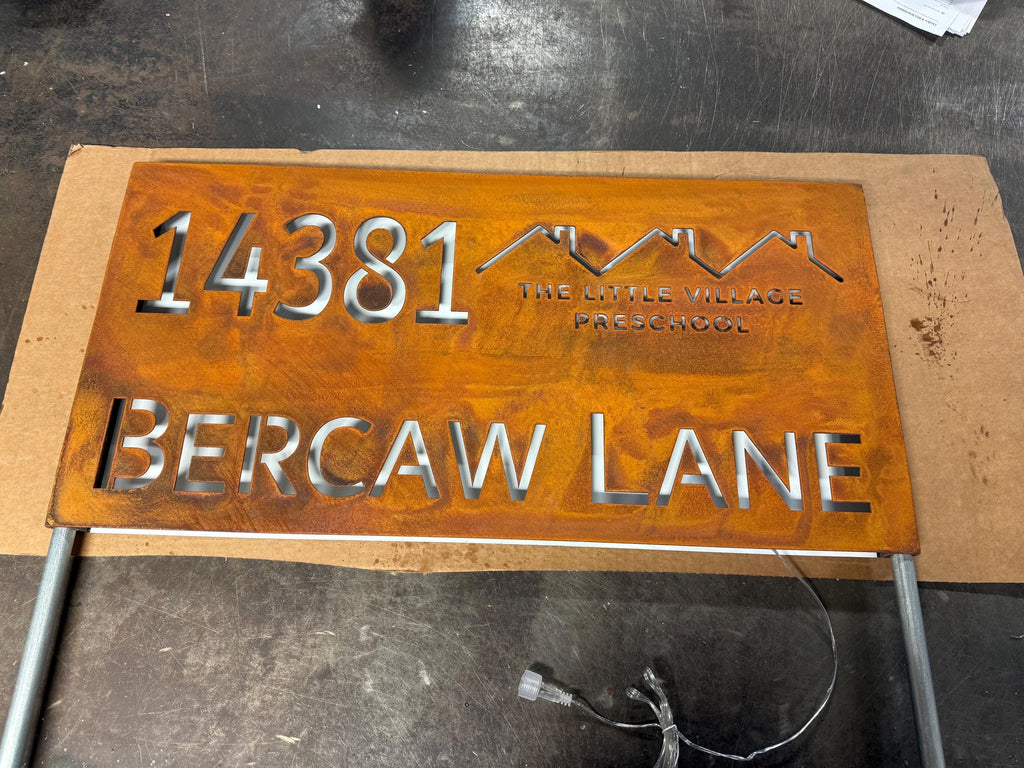 14381
THE LITTLE VILLAGE
PRESCHOOL
BERCAW LANE